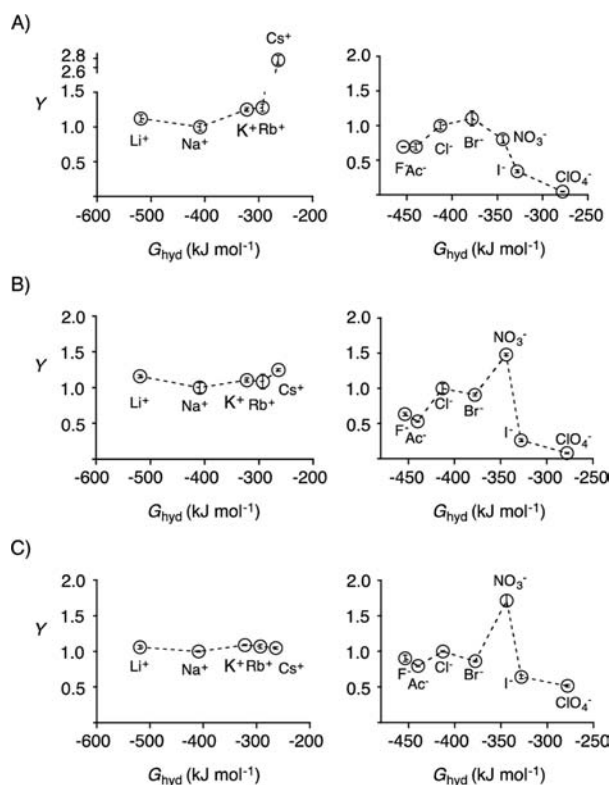 A)
Cs⁺
2.8
2.6
1.5
1.0
0.5
Y
Li⁺
Na⁺
K⁺
Rb⁺
-600 -500 -400 -300 -200
G_hyd (kJ mol⁻¹)
2.0
1.5
1.0
0.5
F⁻
Ac⁻
Cl⁻
Br⁻
NO₃⁻
I⁻
ClO₄⁻
-450 -400 -350 -300 -250
G_hyd (kJ mol⁻¹)
B)
2.0
1.5
1.0
0.5
Y
Li⁺
Na⁺
K⁺
Rb⁺
Cs⁺
-600 -500 -400 -300 -200
G_hyd (kJ mol⁻¹)
2.0
1.5
1.0
0.5
F⁻
Ac⁻
Cl⁻
Br⁻
NO₃⁻
I⁻
ClO₄⁻
-450 -400 -350 -300 -250
G_hyd (kJ mol⁻¹)
C)
2.0
1.5
1.0
0.5
Y
Li⁺
Na⁺
K⁺
Rb⁺
Cs⁺
-600 -500 -400 -300 -200
G_hyd (kJ mol⁻¹)
2.0
1.5
1.0
0.5
F⁻
Ac⁻
Cl⁻
Br⁻
NO₃⁻
I⁻
ClO₄⁻
-450 -400 -350 -300 -250
G_hyd (kJ mol⁻¹)